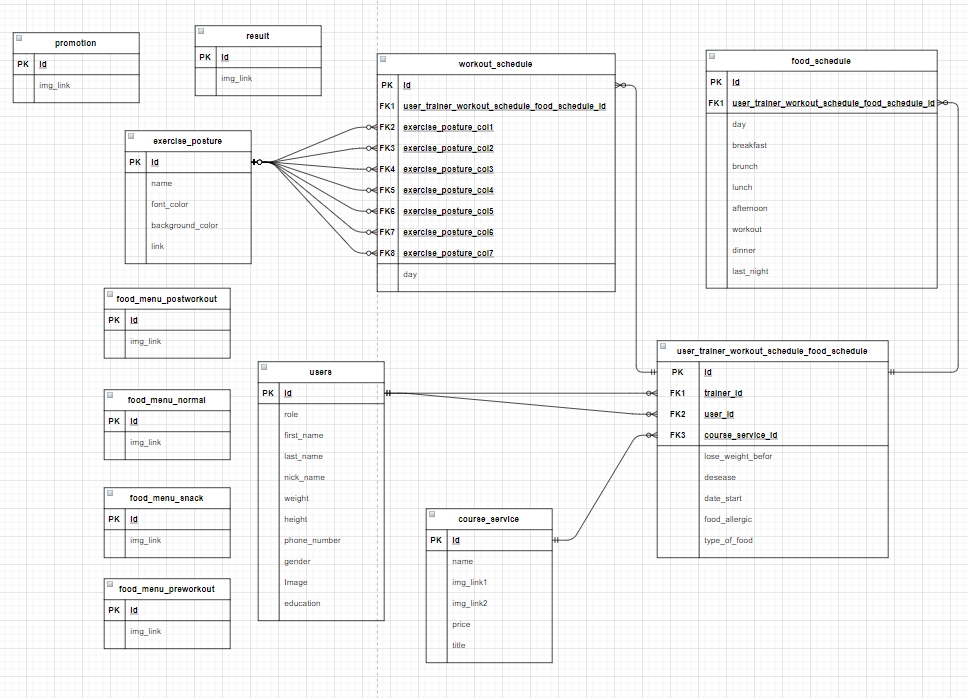 promotion
PK id
img_link
result
PK id
img_link
workout_schedule
PK id
FK1 user_trainer_workout_schedule_food_schedule_id
FK2 exercise_posture_col1
FK3 exercise_posture_col2
FK4 exercise_posture_col3
FK5 exercise_posture_col4
FK6 exercise_posture_col5
FK7 exercise_posture_col6
FK8 exercise_posture_col7
day
food_schedule
PK id
FK1 user_trainer_workout_schedule_food_schedule_id
day
breakfast
brunch
lunch
afternoon
workout
dinner
last_night
exercise_posture
PK id
name
font_color
background_color
link
food_menu_postworkout
PK id
img_link
food_menu_normal
PK id
img_link
food_menu_snack
PK id
img_link
food_menu_preworkout
PK id
img_link
users
PK id
role
first_name
last_name
nick_name
weight
height
phone_number
gender
Image
education
course_service
PK id
name
img_link1
img_link2
price
title
user_trainer_workout_schedule_food_schedule
PK id
FK1 trainer_id
FK2 user_id
FK3 course_service_id
lose_weight_befor
desease
date_start
food_allergic
type_of_food